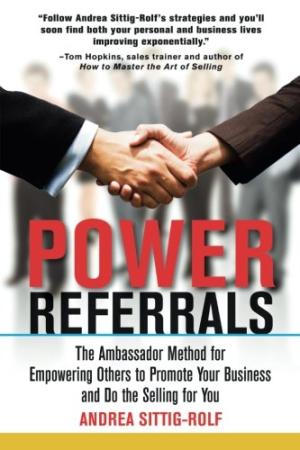 “Follow Andrea Sittig-Rolf's strategies and you'll
soon find both your personal and business lives
improving exponentially.”
–Tom Hopkins, sales trainer and author of
How to Master the Art of Selling
POWER
REFERRALS
The Ambassador Method for
Empowering Others to Promote Your Business
and Do the Selling for You
ANDREA SITTIG-ROLF